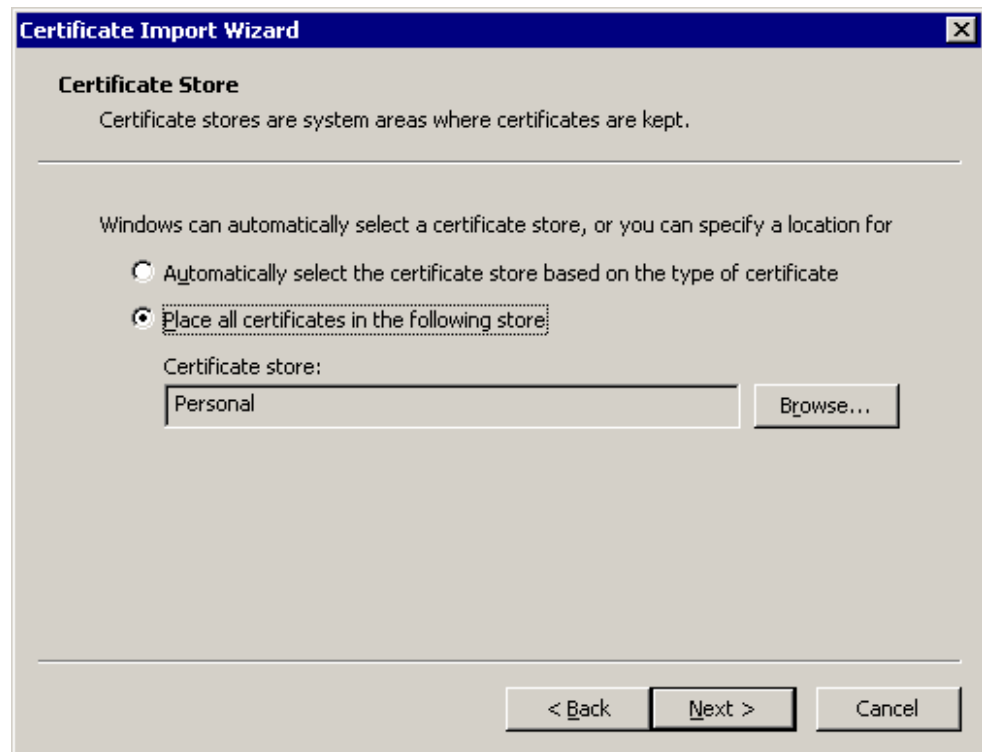 Certificate Import Wizard
Certificate Store
Certificate stores are system areas where certificates are kept.
Windows can automatically select a certificate store, or you can specify a location for
Automatically select the certificate store based on the type of certificate
Place all certificates in the following store
Certificate store:
Personal
Browse...
< Back
Next >
Cancel